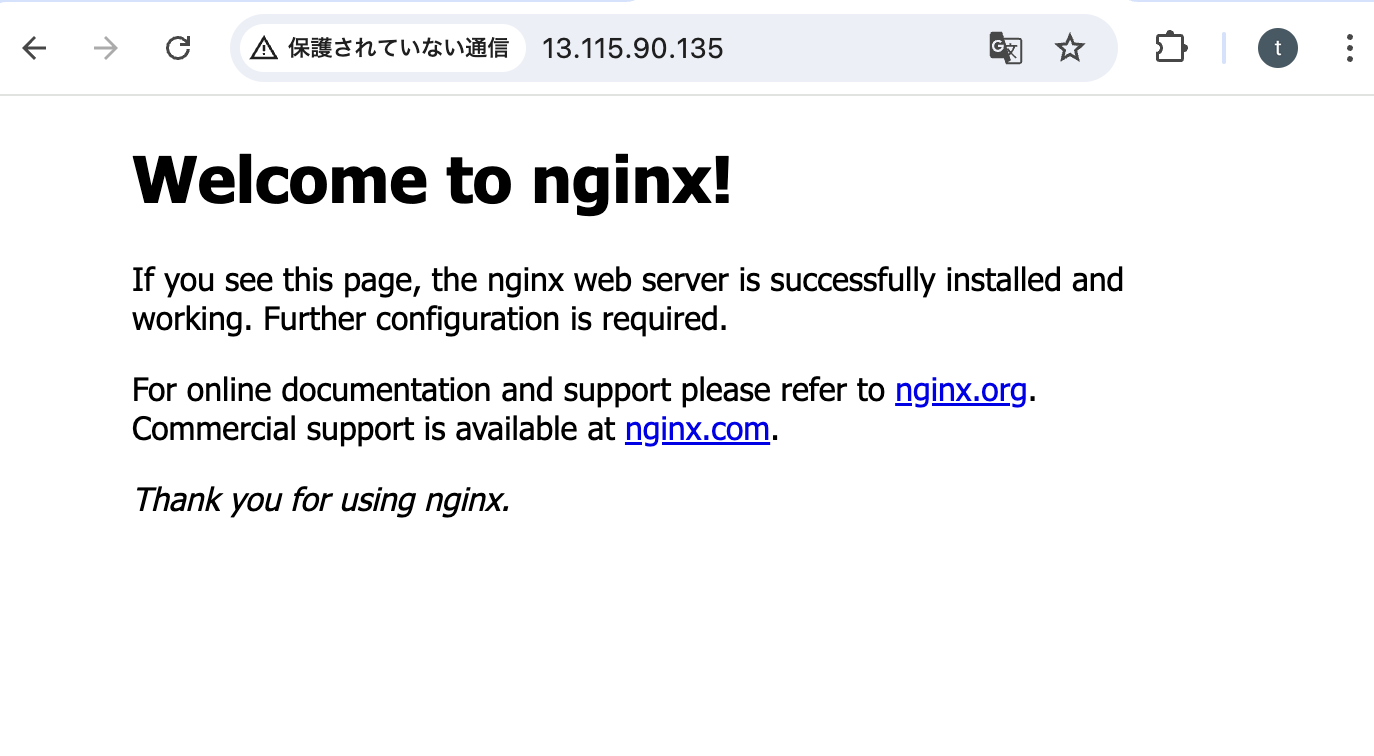 保護されていない通信 13.115.90.135 t
Welcome to nginx!
If you see this page, the nginx web server is successfully installed and
working. Further configuration is required.
For online documentation and support please refer to nginx.org.
Commercial support is available at nginx.com.
Thank you for using nginx.